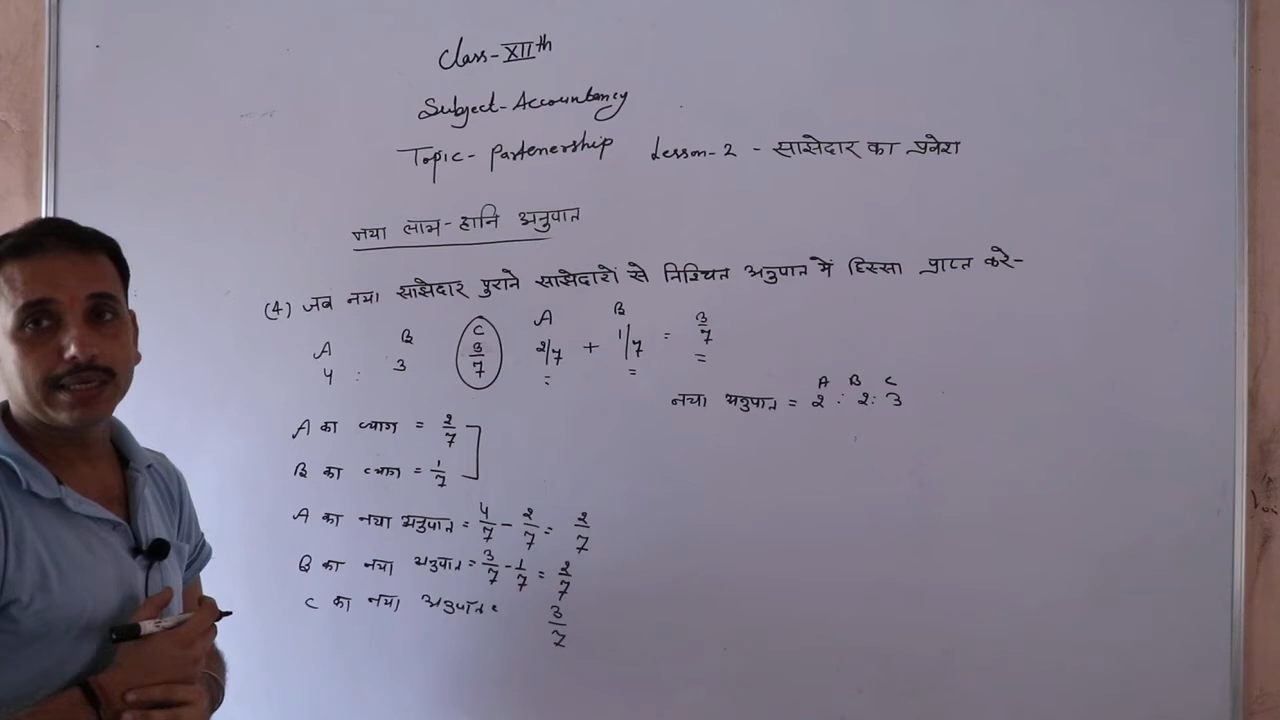 Class-XIIth
Subject-Accountancy
Topic- Partenership Lesson-2 - साझेदार का प्रवेश
नया लाभ-हानि अनुपात
(4) जब नया साझेदार पुराने साझेदारों से निश्चित अनुपात में हिस्सा प्राप्त करे-
A B C A B
4 : 3 3/7 2/7 + 1/7 = 3/7
A B C
नया अनुपात = 2 : 2 : 3
A का त्याग = 2/7
B का त्याग = 1/7
A का नया अनुपात = 4/7 - 2/7 = 2/7
B का नया अनुपात = 3/7 - 1/7 = 2/7
C का नया अनुपात = 3/7